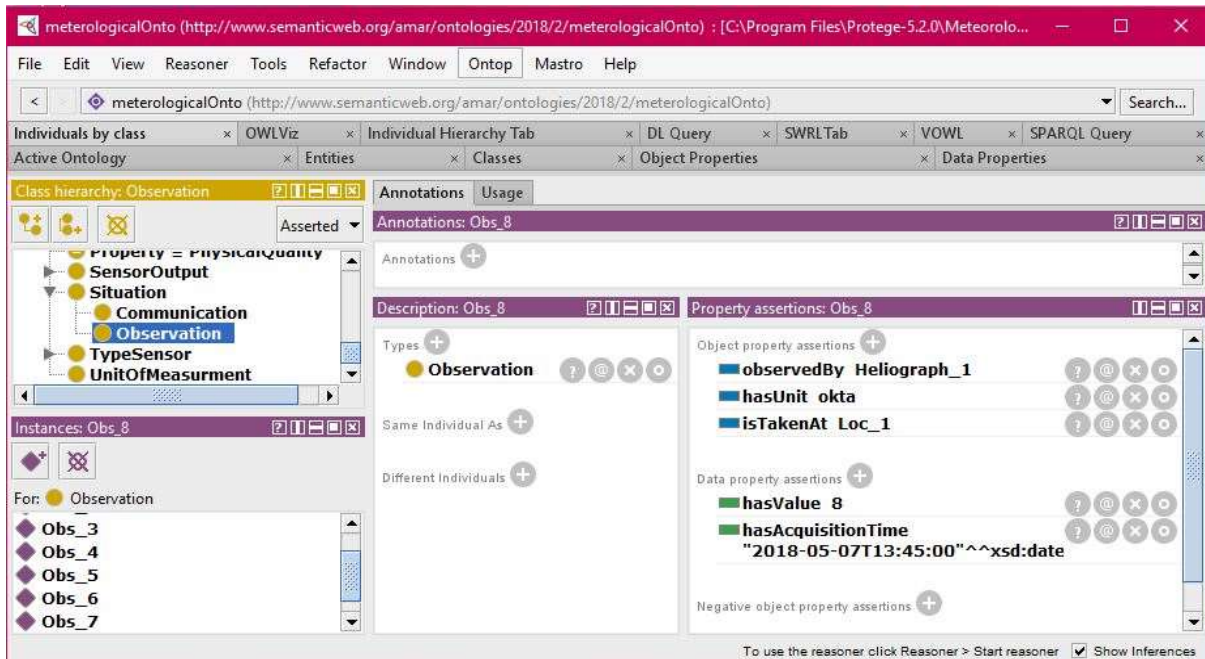 meterologicalOnto (http://www.semanticweb.org/amar/ontologies/2018/2/meterologicalOnto) : [C:\Program Files\Protege-5.2.0\Meteorolo...
File Edit View Reasoner Tools Refactor Window Ontop Mastro Help
meterologicalOnto (http://www.semanticweb.org/amar/ontologies/2018/2/meterologicalOnto) Search...
Individuals by class OWLViz Individual Hierarchy Tab DL Query SWRLTab VOWL SPARQL Query
Active Ontology Entities Classes Object Properties Data Properties
Class hierarchy: Observation
Asserted
Property ≡ PhysicalQuality
SensorOutput
Situation
Communication
Observation
TypeSensor
UnitOfMeasurment
Instances: Obs_8
For: Observation
Obs_3
Obs_4
Obs_5
Obs_6
Obs_7
Annotations Usage
Annotations: Obs_8
Annotations
Description: Obs_8
Types
Observation
Same Individual As
Different Individuals
Property assertions: Obs_8
Object property assertions
observedBy Heliograph_1
hasUnit okta
isTakenAt Loc_1
Data property assertions
hasValue 8
hasAcquisitionTime
"2018-05-07T13:45:00"^^xsd:date
Negative object property assertions
To use the reasoner click Reasoner > Start reasoner Show Inferences